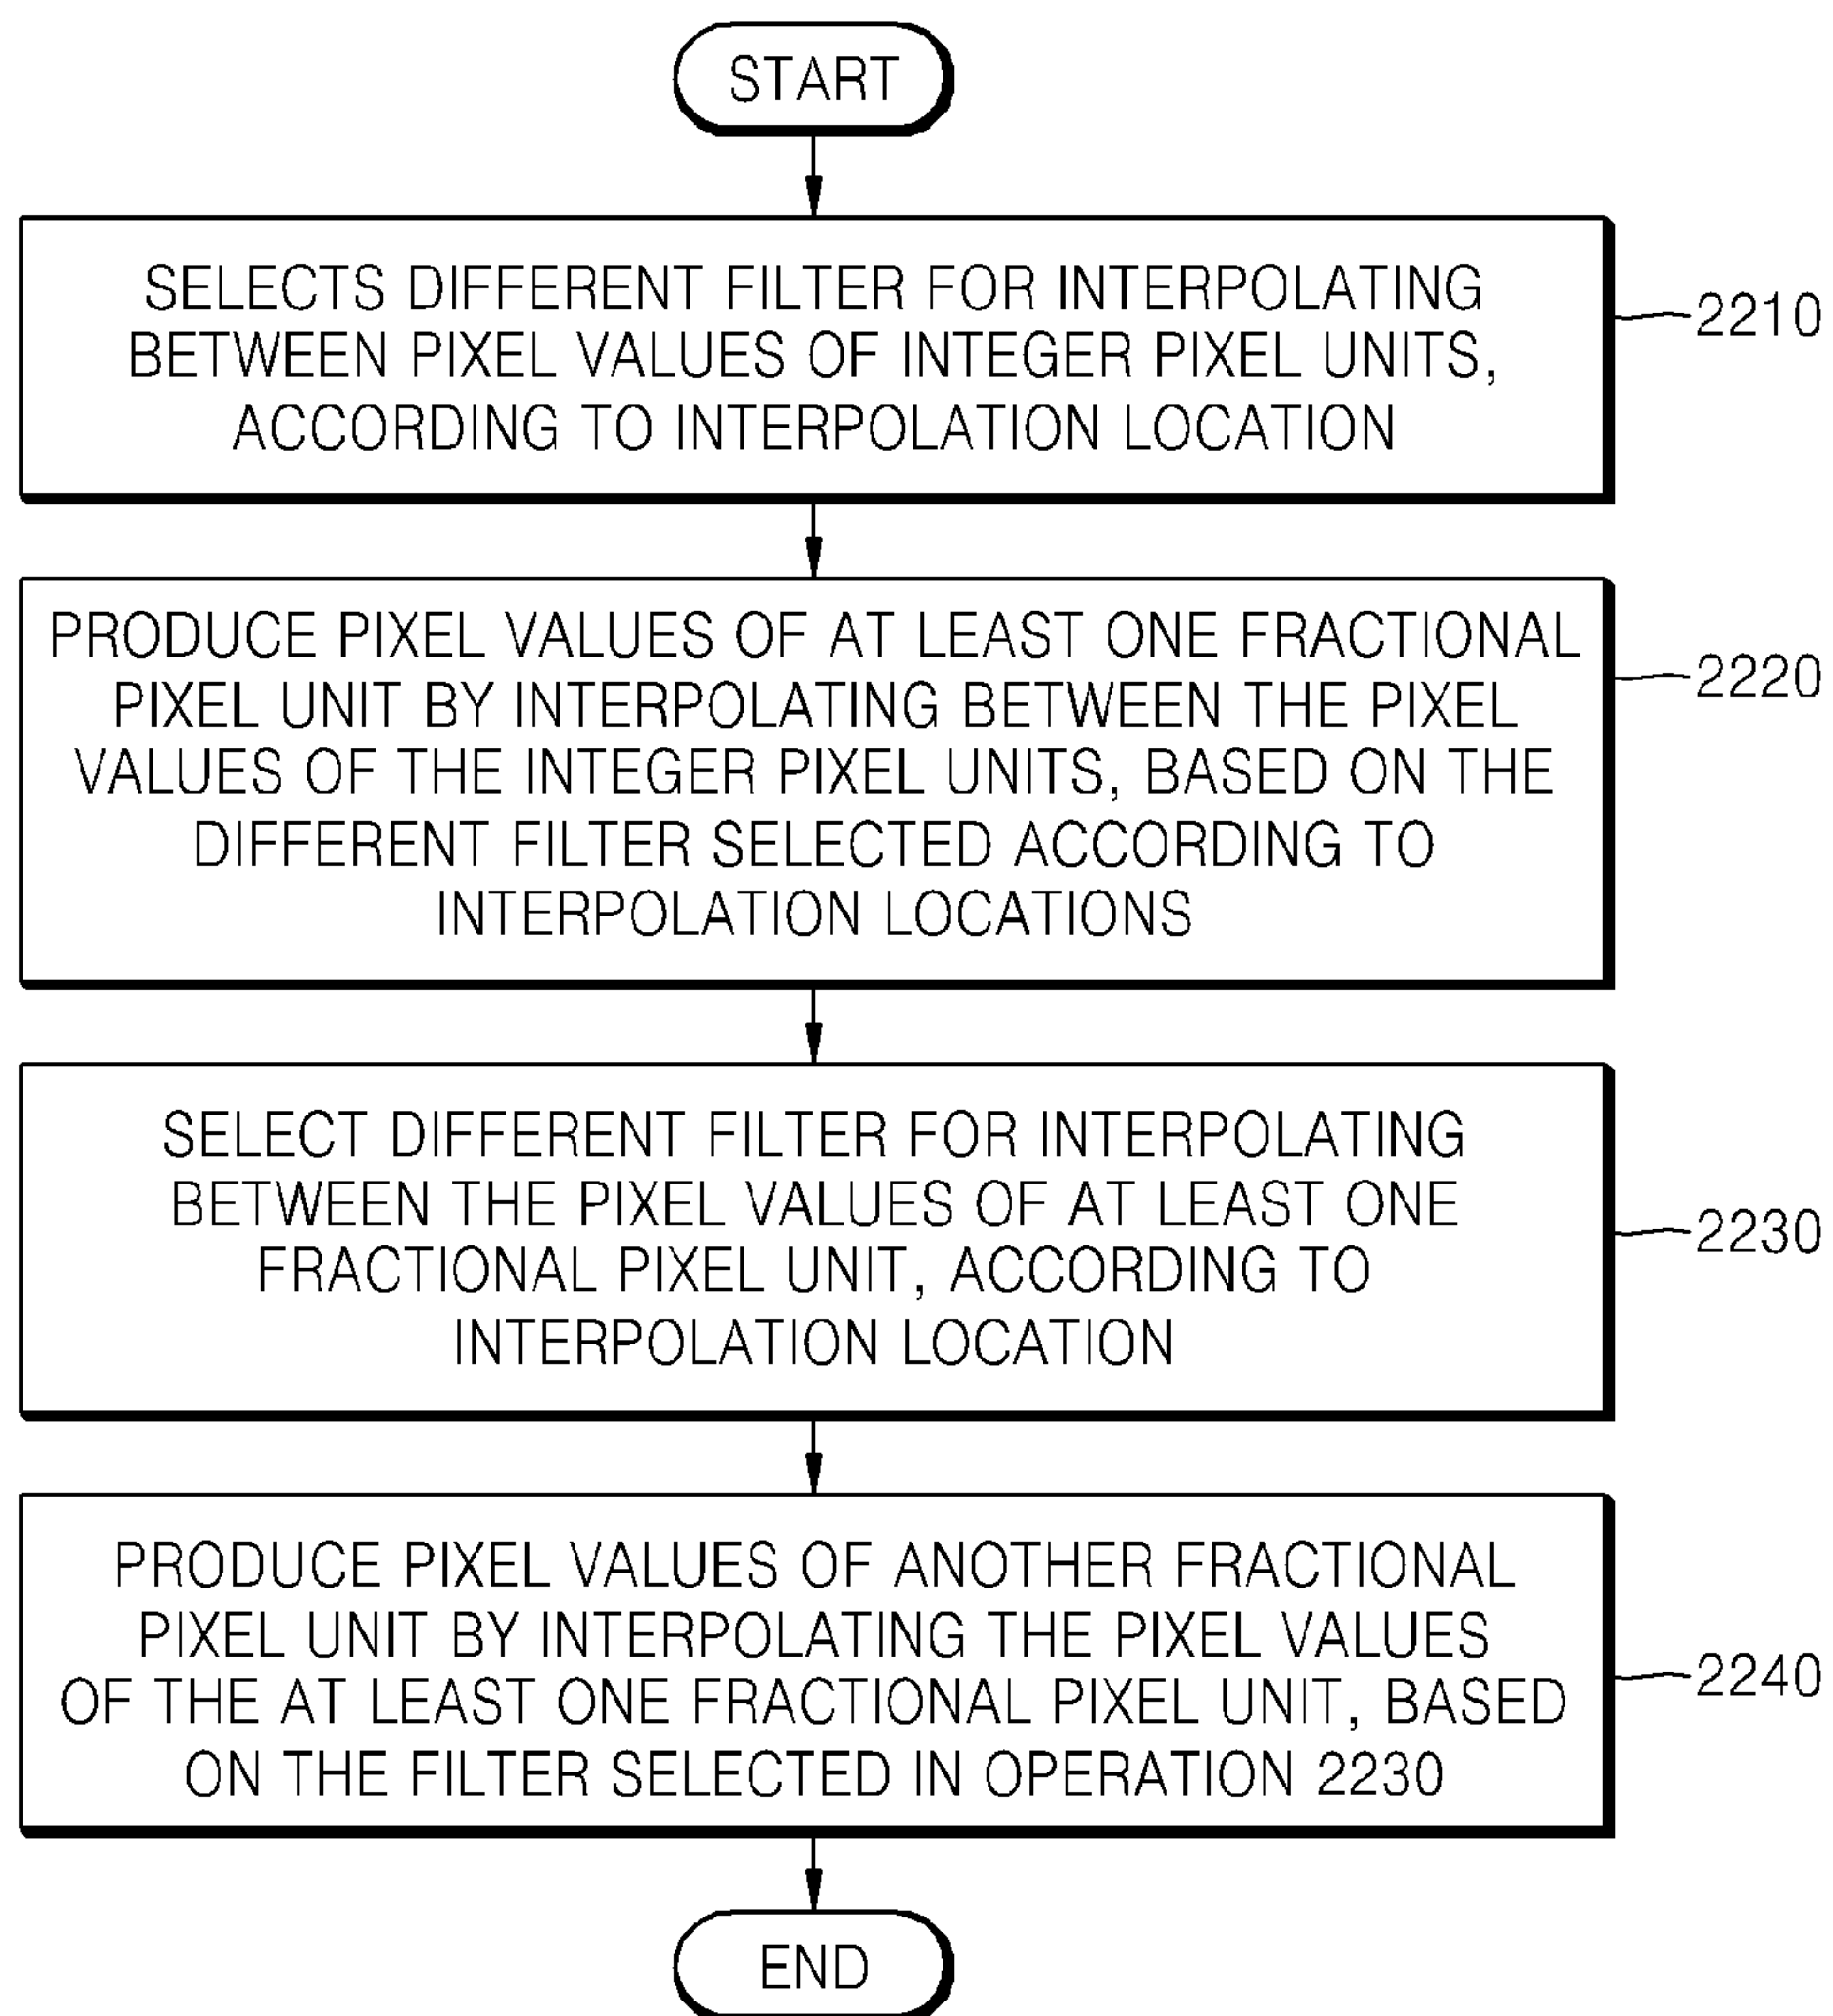 START
SELECTS DIFFERENT FILTER FOR INTERPOLATING
BETWEEN PIXEL VALUES OF INTEGER PIXEL UNITS,
ACCORDING TO INTERPOLATION LOCATION
2210
PRODUCE PIXEL VALUES OF AT LEAST ONE FRACTIONAL
PIXEL UNIT BY INTERPOLATING BETWEEN THE PIXEL
VALUES OF THE INTEGER PIXEL UNITS, BASED ON THE
DIFFERENT FILTER SELECTED ACCORDING TO
INTERPOLATION LOCATIONS
2220
SELECT DIFFERENT FILTER FOR INTERPOLATING
BETWEEN THE PIXEL VALUES OF AT LEAST ONE
FRACTIONAL PIXEL UNIT, ACCORDING TO
INTERPOLATION LOCATION
2230
PRODUCE PIXEL VALUES OF ANOTHER FRACTIONAL
PIXEL UNIT BY INTERPOLATING THE PIXEL VALUES
OF THE AT LEAST ONE FRACTIONAL PIXEL UNIT, BASED
ON THE FILTER SELECTED IN OPERATION 2230
2240
END